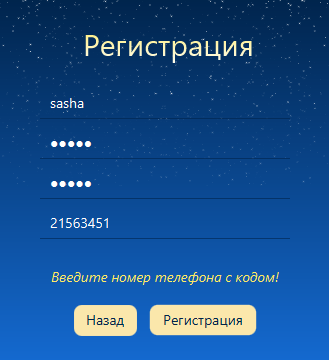 Регистрация
sasha
●●●●●
●●●●●
21563451
Введите номер телефона с кодом!
Назад
Регистрация